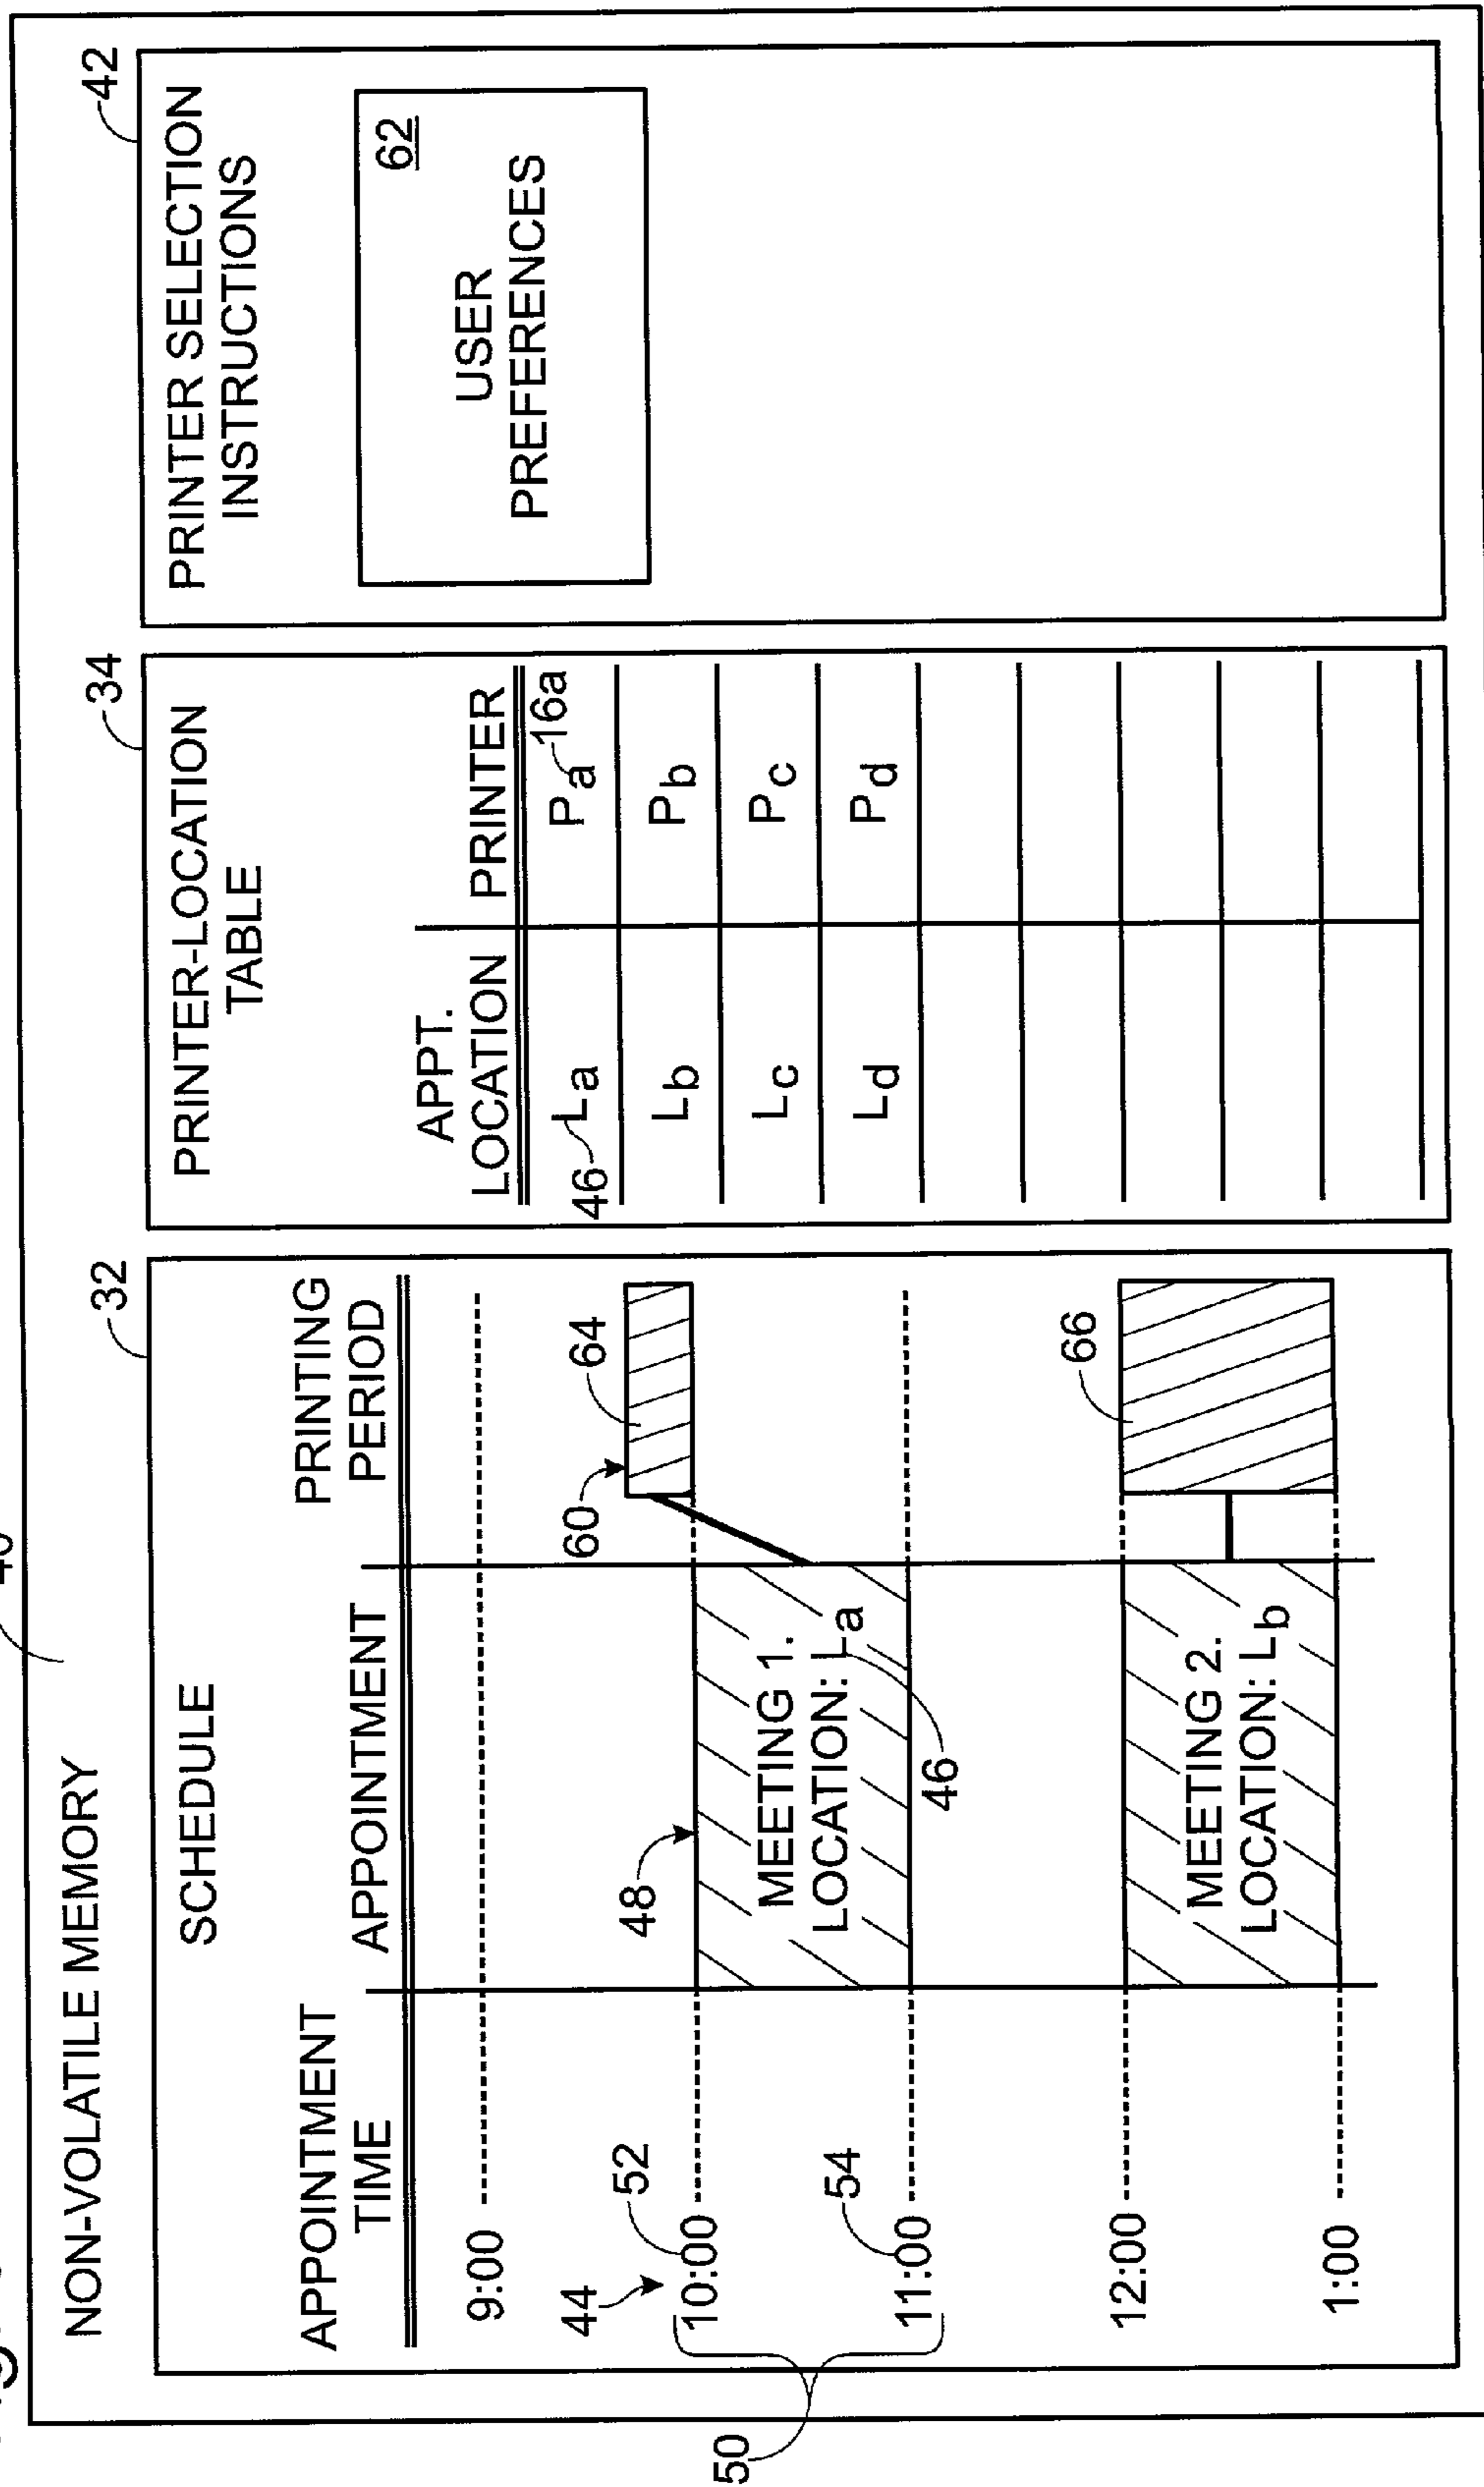 NON-VOLATILE MEMORY
SCHEDULE
32
APPOINTMENT
TIME
APPOINTMENT
PRINTING
PERIOD
9:00
44
10:00
52
48
60
64
MEETING 1.
LOCATION: La
46
50
11:00
54
12:00
66
MEETING 2.
LOCATION: Lb
1:00
34
PRINTER-LOCATION
TABLE
APPT.
LOCATION
PRINTER
46
La
Pa
16a
Lb
Pb
Lc
Pc
Ld
Pd
42
PRINTER SELECTION
INSTRUCTIONS
62
USER
PREFERENCES